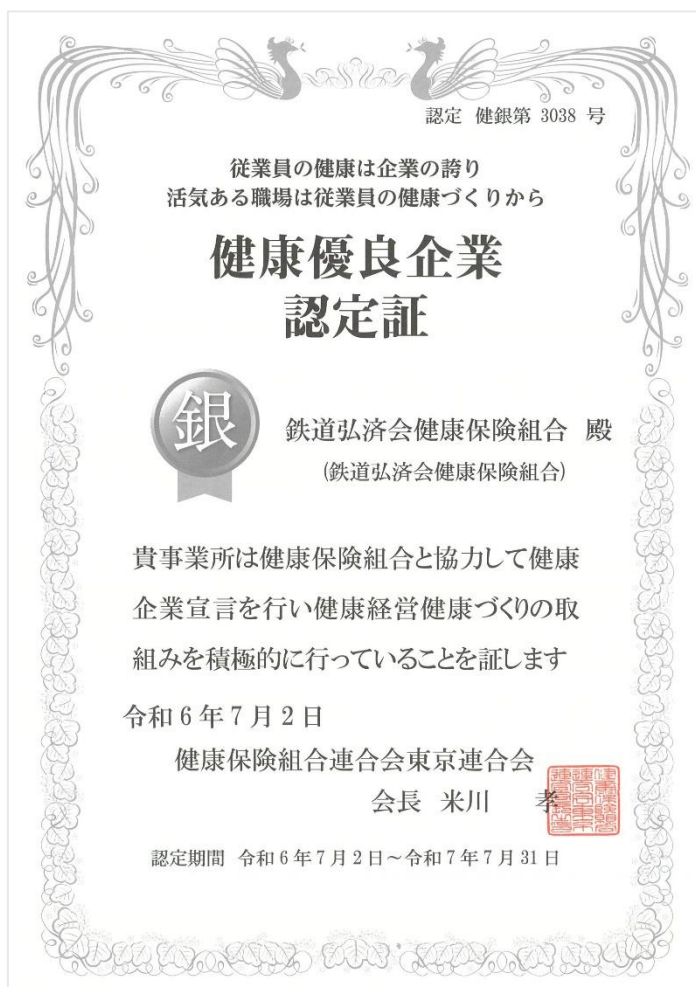 認定 健銀第 3038 号
従業員の健康は企業の誇り
活気ある職場は従業員の健康づくりから
健康優良企業
認定証
銀
鉄道弘済会健康保険組合 殿
(鉄道弘済会健康保険組合)
貴事業所は健康保険組合と協力して健康
企業宣言を行い健康経営健康づくりの取
組みを積極的に行っていることを証します
令和6年7月2日
健康保険組合連合会東京連合会
会長 米川 孝
認定期間 令和6年7月2日～令和7年7月31日